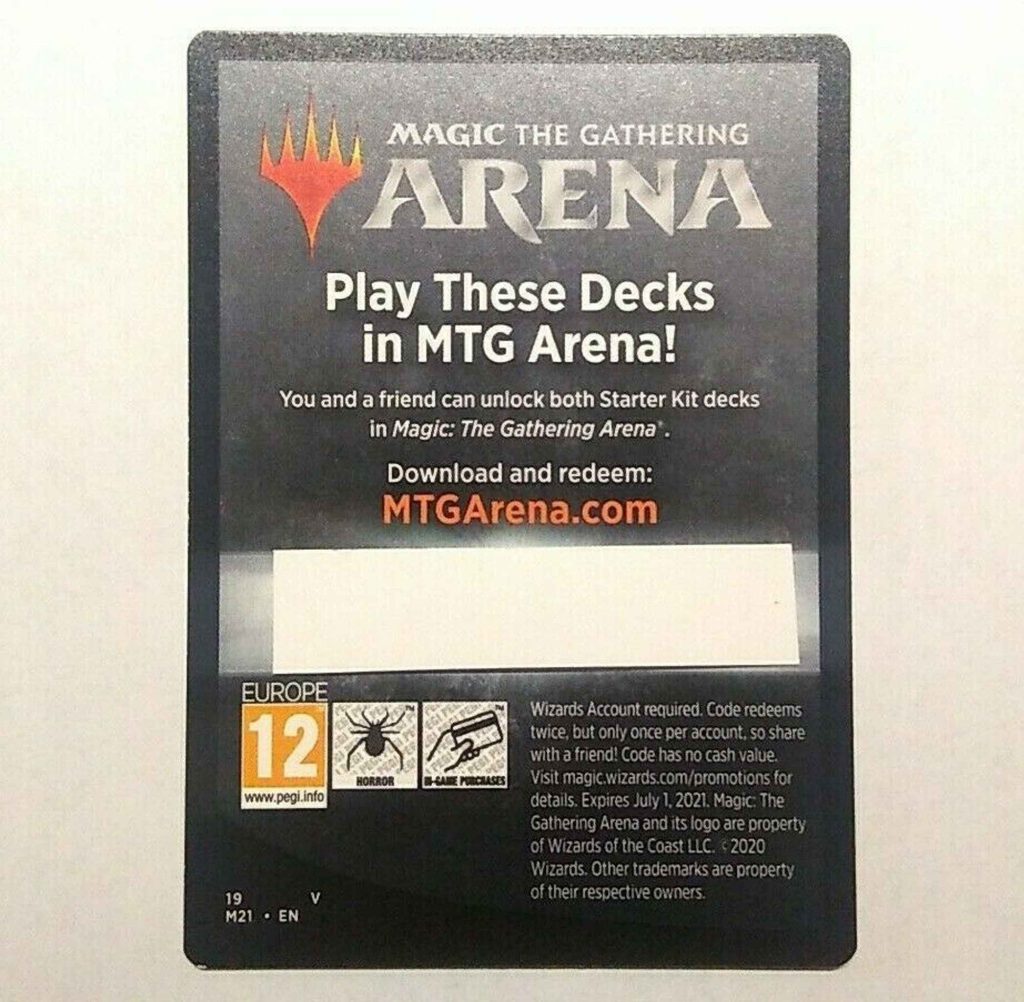 MAGIC THE GATHERING
ARENA
Play These Decks
in MTG Arena!
You and a friend can unlock both Starter Kit decks
in Magic: The Gathering Arena®.
Download and redeem:
MTGArena.com
EUROPE
12
www.pegi.info
HORROR
IN-GAME PURCHASES
Wizards Account required. Code redeems
twice, but only once per account, so share
with a friend! Code has no cash value.
Visit magic.wizards.com/promotions for
details. Expires July 1, 2021. Magic: The
Gathering Arena and its logo are property
of Wizards of the Coast LLC. ©2020
Wizards. Other trademarks are property
of their respective owners.
19 V
M21 • EN